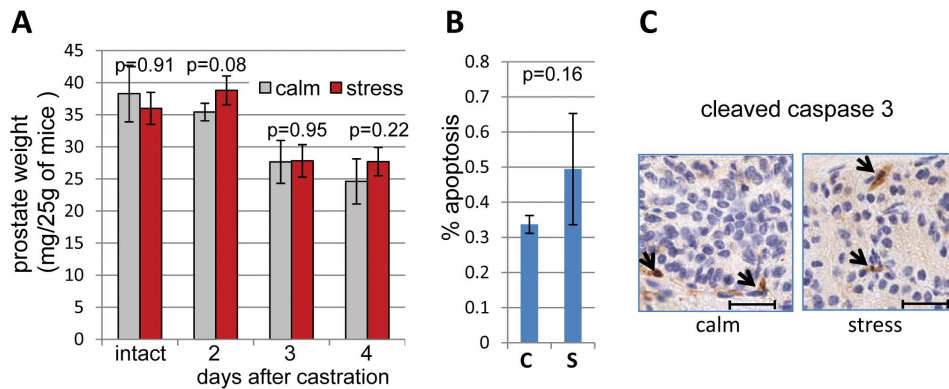 A
prostate weight
(mg/25g of mice )
45
40
35
30
25
20
15
10
5
0
p=0.91
p=0.08
calm
stress
p=0.95
p=0.22
intact
2
3
4
days after castration
B
% apoptosis
0.8
0.7
0.6
0.5
0.4
0.3
0.2
0.1
0
p=0.16
C
S
C
cleaved caspase 3
calm
stress